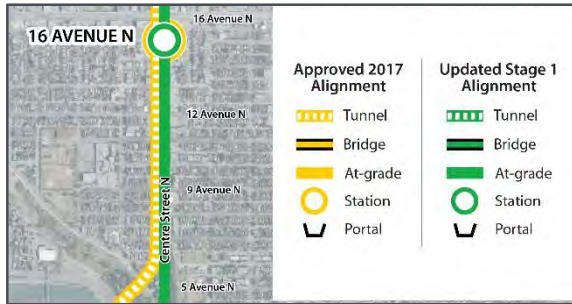 16 AVENUE N
16 Avenue N
12 Avenue N
9 Avenue N
Centre Street N
5 Avenue N
Approved 2017
Alignment
Tunnel
Bridge
At-grade
Station
Portal
Updated Stage 1
Alignment
Tunnel
Bridge
At-grade
Station
Portal